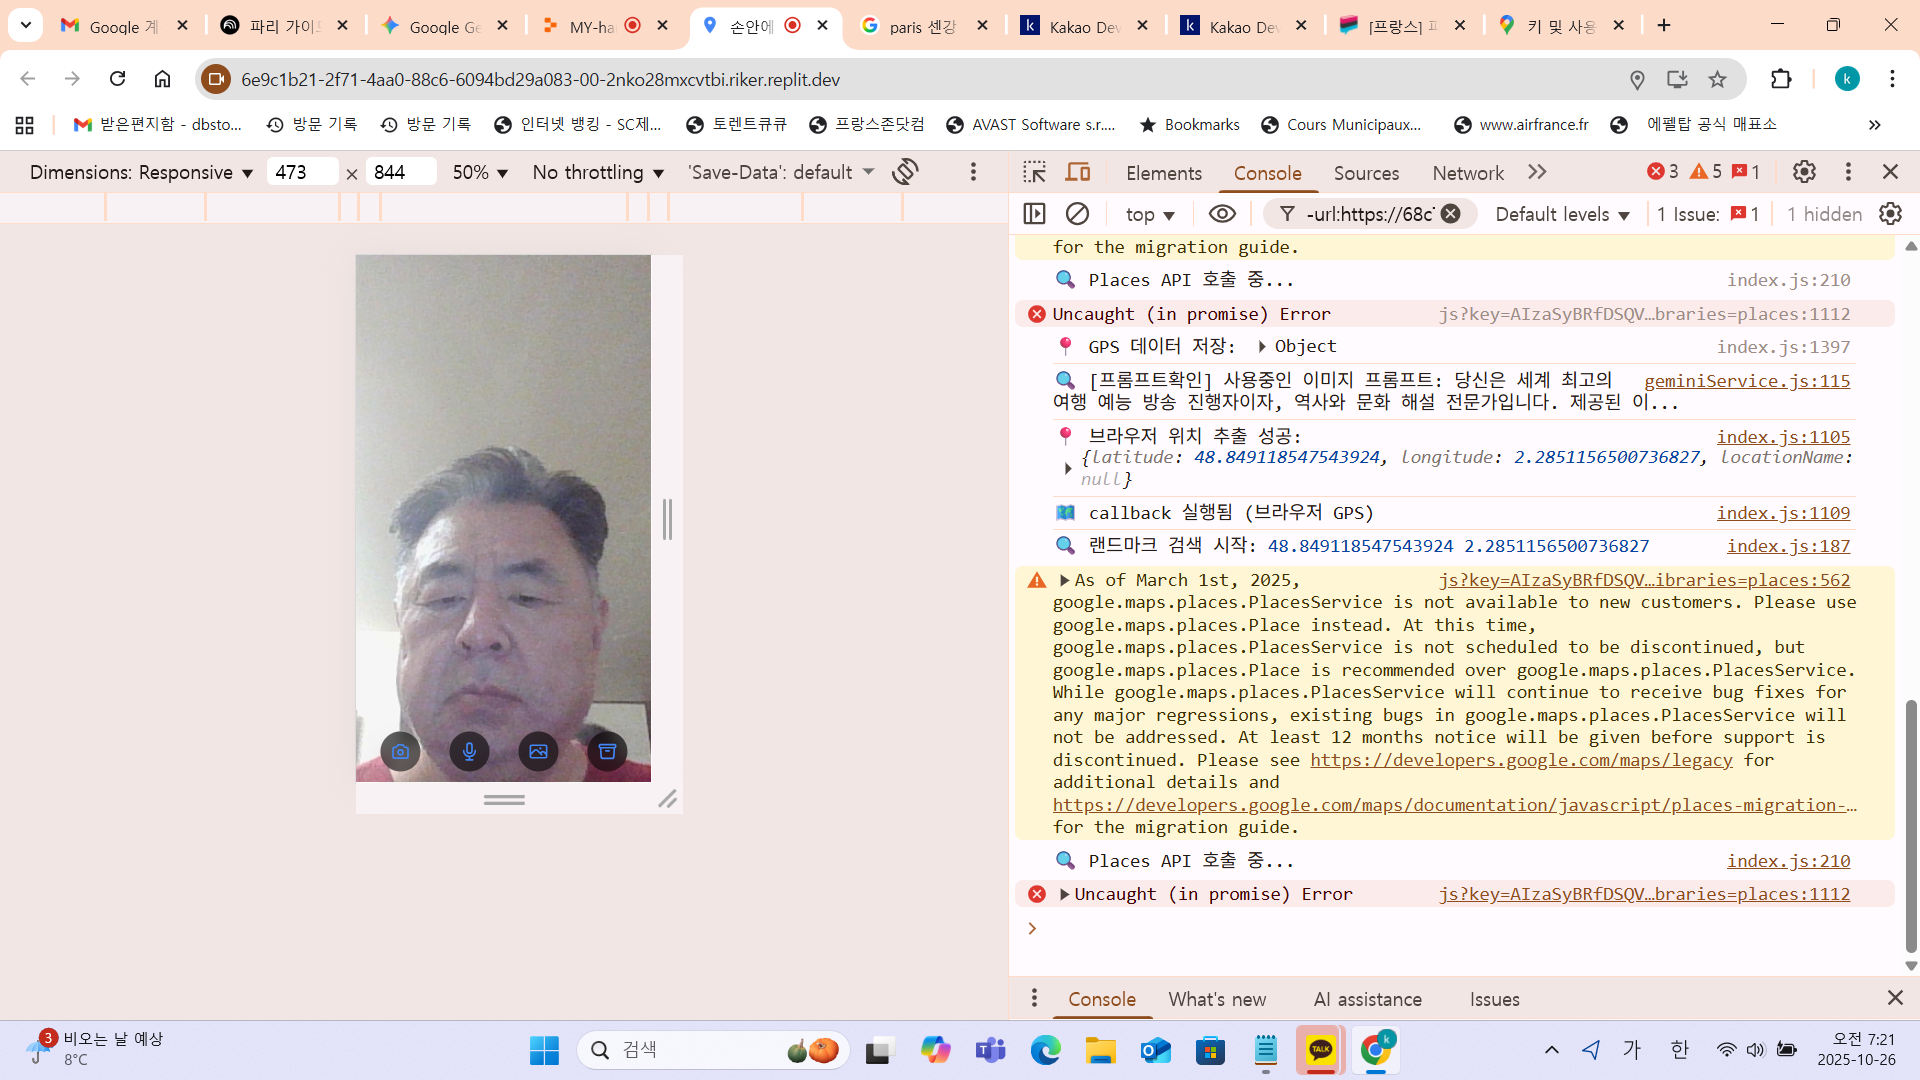 Google 계
파리 가이드
Google Ge
MY-ha
손안에
paris 센강
Kakao Dev
Kakao Dev
[프랑스] 파
키 및 사용
6e9c1b21-2f71-4aa0-88c6-6094bd29a083-00-2nko28mxcvtbi.riker.replit.dev
k
받은편지함 - dbsto...
방문 기록
방문 기록
인터넷 뱅킹 - SC제...
토렌트큐큐
프랑스존닷컴
AVAST Software s.r....
Bookmarks
Cours Municipaux...
www.airfrance.fr
에펠탑 공식 매표소
»
Dimensions: Responsive ▼ 473 × 844 50% ▼ No throttling ▼ 'Save-Data': default
Elements Console Sources Network 3 5 1
top ▼ -url:https://68c Default levels ▼ 1 Issue: 1 1 hidden
for the migration guide.
🔍 Places API 호출 중... index.js:210
Uncaught (in promise) Error js?key=AIzaSyBRfDSQV…braries=places:1112
📍 GPS 데이터 저장: ▶ Object index.js:1397
🔍 [프롬프트확인] 사용중인 이미지 프롬프트: 당신은 세계 최고의 geminiService.js:115
여행 예능 방송 진행자이자, 역사와 문화 해설 전문가입니다. 제공된 이...
📍 브라우저 위치 추출 성공: index.js:1105
{latitude: 48.849118547543924, longitude: 2.2851156500736827, locationName:
null}
🗺️ callback 실행됨 (브라우저 GPS) index.js:1109
🔍 랜드마크 검색 시작: 48.849118547543924 2.2851156500736827 index.js:187
▶As of March 1st, 2025, js?key=AIzaSyBRfDSQV…ibraries=places:562
google.maps.places.PlacesService is not available to new customers. Please use
google.maps.places.Place instead. At this time,
google.maps.places.PlacesService is not scheduled to be discontinued, but
google.maps.places.Place is recommended over google.maps.places.PlacesService.
While google.maps.places.PlacesService will continue to receive bug fixes for
any major regressions, existing bugs in google.maps.places.PlacesService will
not be addressed. At least 12 months notice will be given before support is
discontinued. Please see https://developers.google.com/maps/legacy for
additional details and
https://developers.google.com/maps/documentation/javascript/places-migration-…
for the migration guide.
🔍 Places API 호출 중... index.js:210
▶Uncaught (in promise) Error js?key=AIzaSyBRfDSQV…braries=places:1112
Console What's new AI assistance Issues
3 비오는 날 예상
8°C
검색
TALK
k
가
한
오전 7:21
2025-10-26